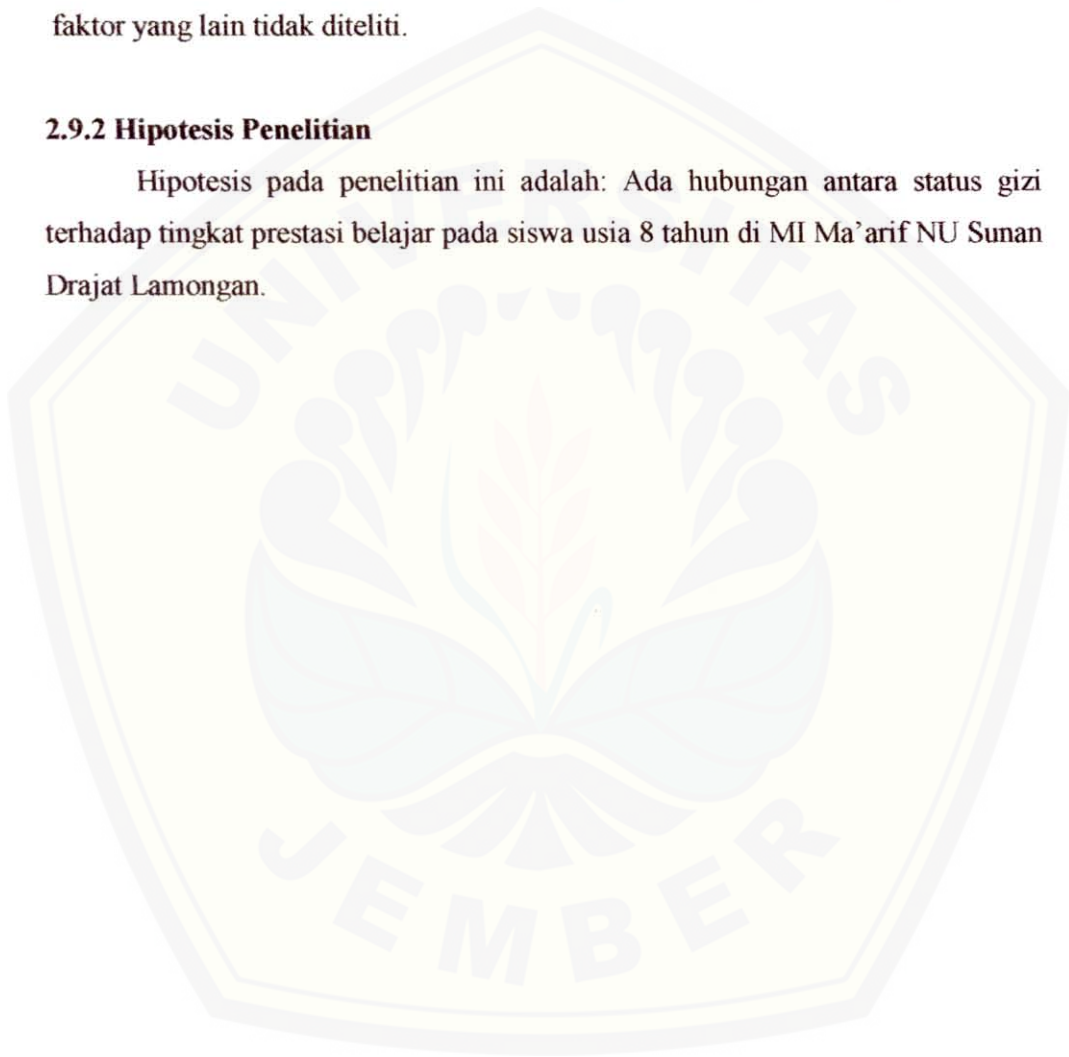 faktor yang lain tidak diteliti.
2.9.2 Hipotesis Penelitian
Hipotesis pada penelitian ini adalah: Ada hubungan antara status gizi
terhadap tingkat prestasi belajar pada siswa usia 8 tahun di MI Ma’arif NU Sunan
Drajat Lamongan.
UNIVERSITAS
JEMBER